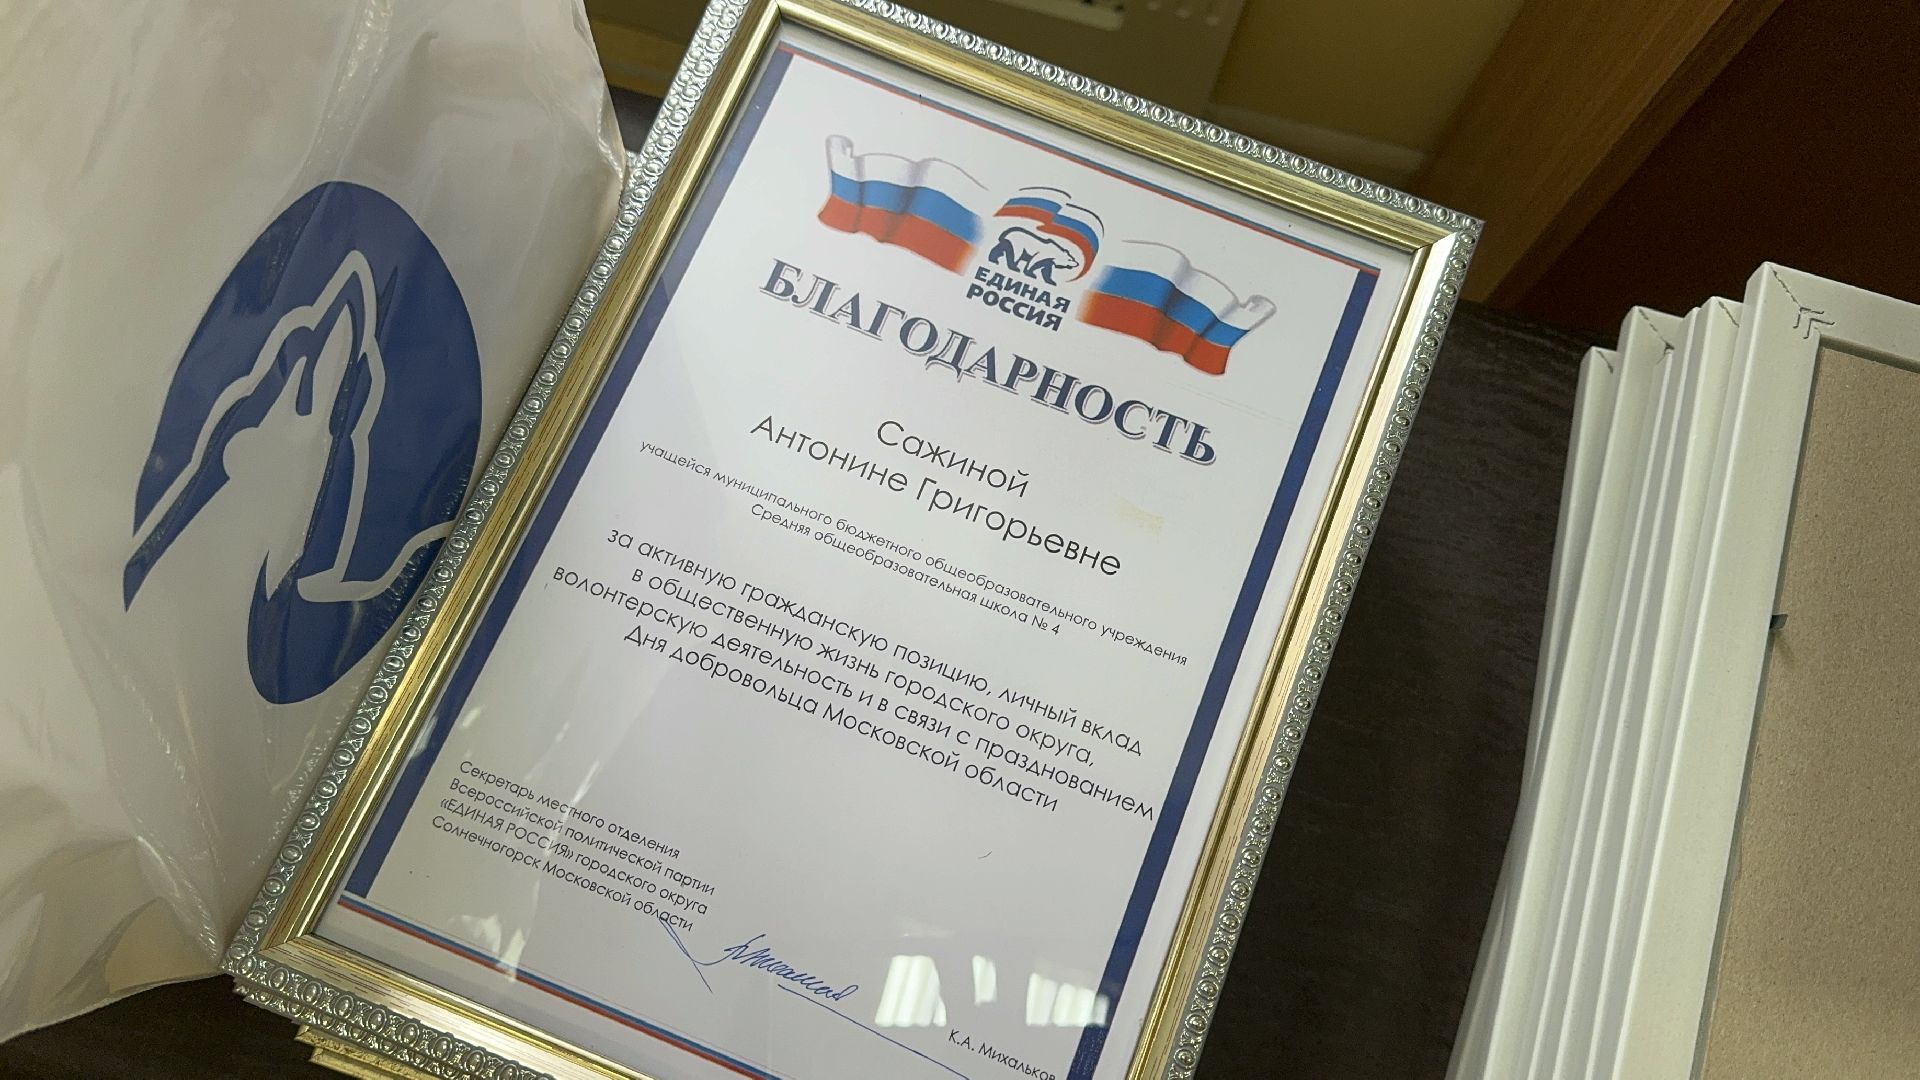 ЕДИНАЯ
РОССИЯ
БЛАГОДАРНОСТЬ
Сажиной
Антонине Григорьевне
учащейся муниципального бюджетного общеобразовательного учреждения
Средняя общеобразовательная школа № 4
за активную гражданскую позицию, личный вклад
в общественную жизнь городского округа,
волонтерскую деятельность и в связи с празднованием
Дня добровольца Московской области
Секретарь местного отделения
Всероссийской политической партии
«ЕДИНАЯ РОССИЯ» городского округа
Солнечногорск Московской области
К.А. Михальков